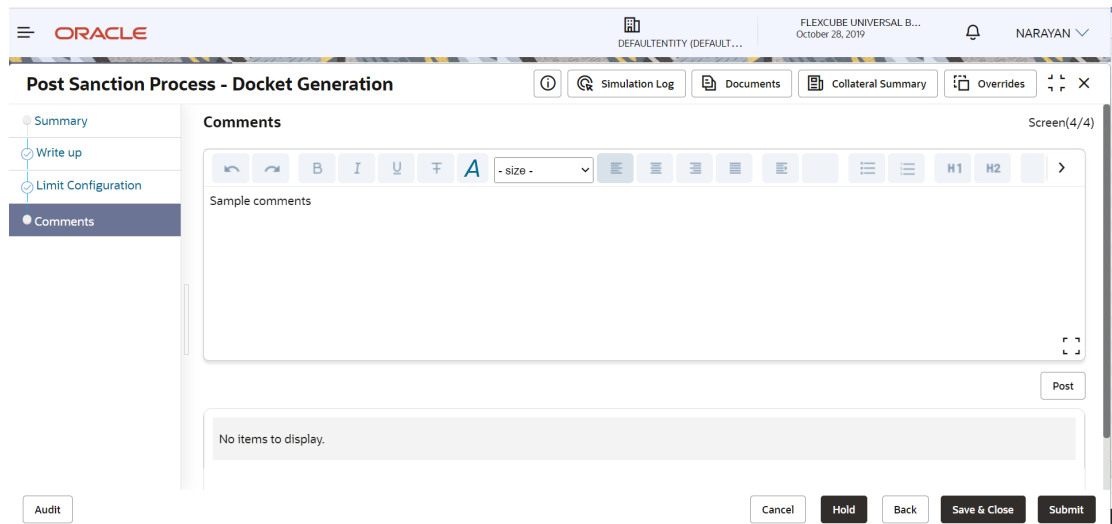 ORACLE
DEFAULTENTITY (DEFAULT...
FLEXCUBE UNIVERSAL B...
October 28, 2019
NARAYAN
Post Sanction Process - Docket Generation
Simulation Log
Documents
Collateral Summary
Overrides
Summary
Write up
Limit Configuration
Comments
Comments
Screen(4/4)
B I U T A - size - H1 H2
Sample comments
Post
No items to display.
Audit
Cancel
Hold
Back
Save & Close
Submit